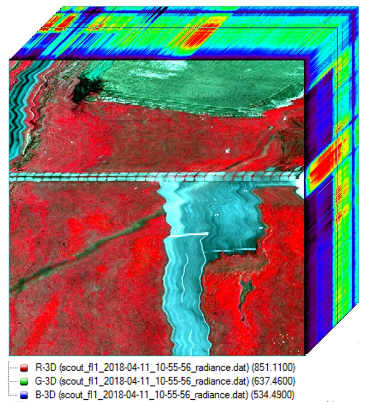 R-3D (scout_fl1_2018-04-11_10-55-56_radiance.dat) (851.1100)
G-3D (scout_fl1_2018-04-11_10-55-56_radiance.dat) (637.4600)
B-3D (scout_fl1_2018-04-11_10-55-56_radiance.dat) (534.4900)